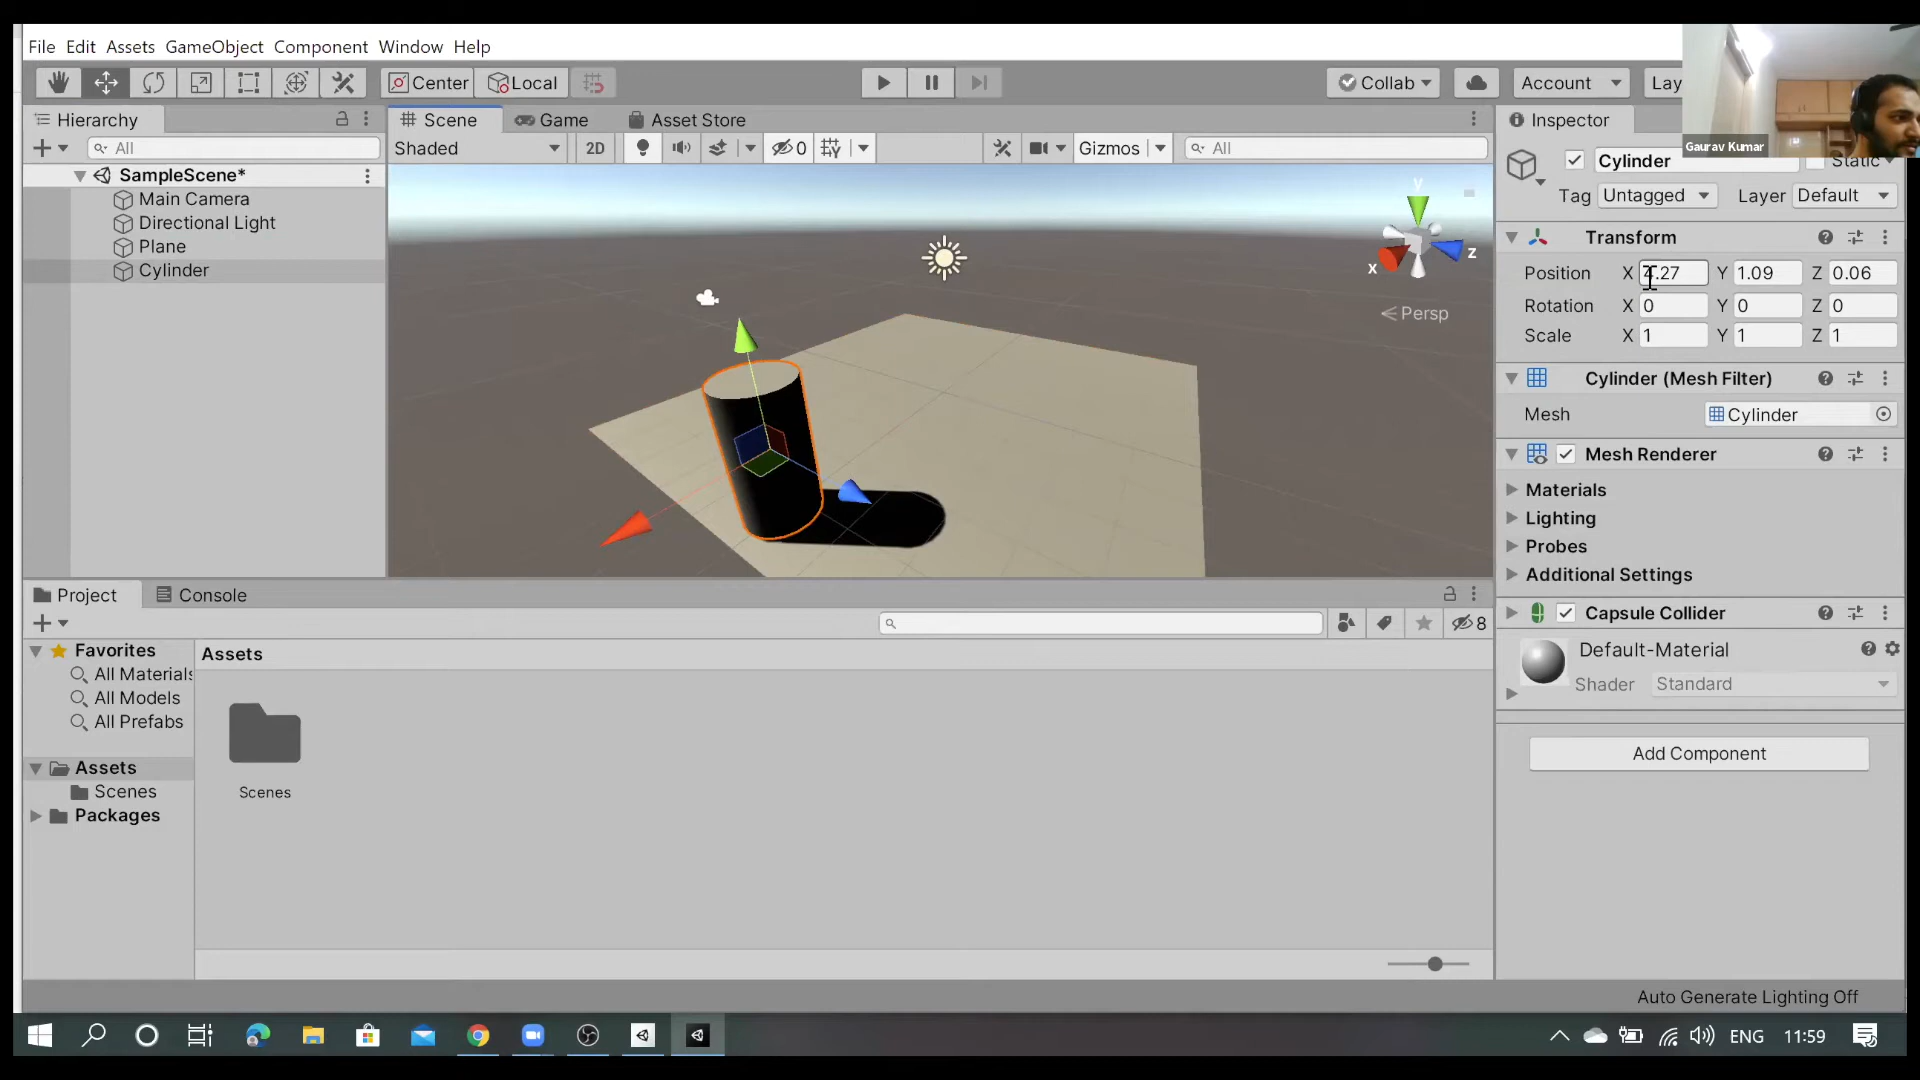 File Edit Assets GameObject Component Window Help
Center Local Collab Account Lay
Hierarchy
All
SampleScene*
Main Camera
Directional Light
Plane
Cylinder
Scene Game Asset Store
Shaded 2D 0 Gizmos All
y
x
z
Persp
Inspector
Gaurav Kumar
Cylinder Static
Tag Untagged Layer Default
Transform
Position X .27 Y 1.09 Z 0.06
Rotation X 0 Y 0 Z 0
Scale X 1 Y 1 Z 1
Cylinder (Mesh Filter)
Mesh Cylinder
Mesh Renderer
Materials
Lighting
Probes
Additional Settings
Capsule Collider
Default-Material
Shader Standard
Add Component
Project Console
8
Favorites
All Materials
All Models
All Prefabs
Assets
Scenes
Packages
Assets
Scenes
Auto Generate Lighting Off
ENG 11:59